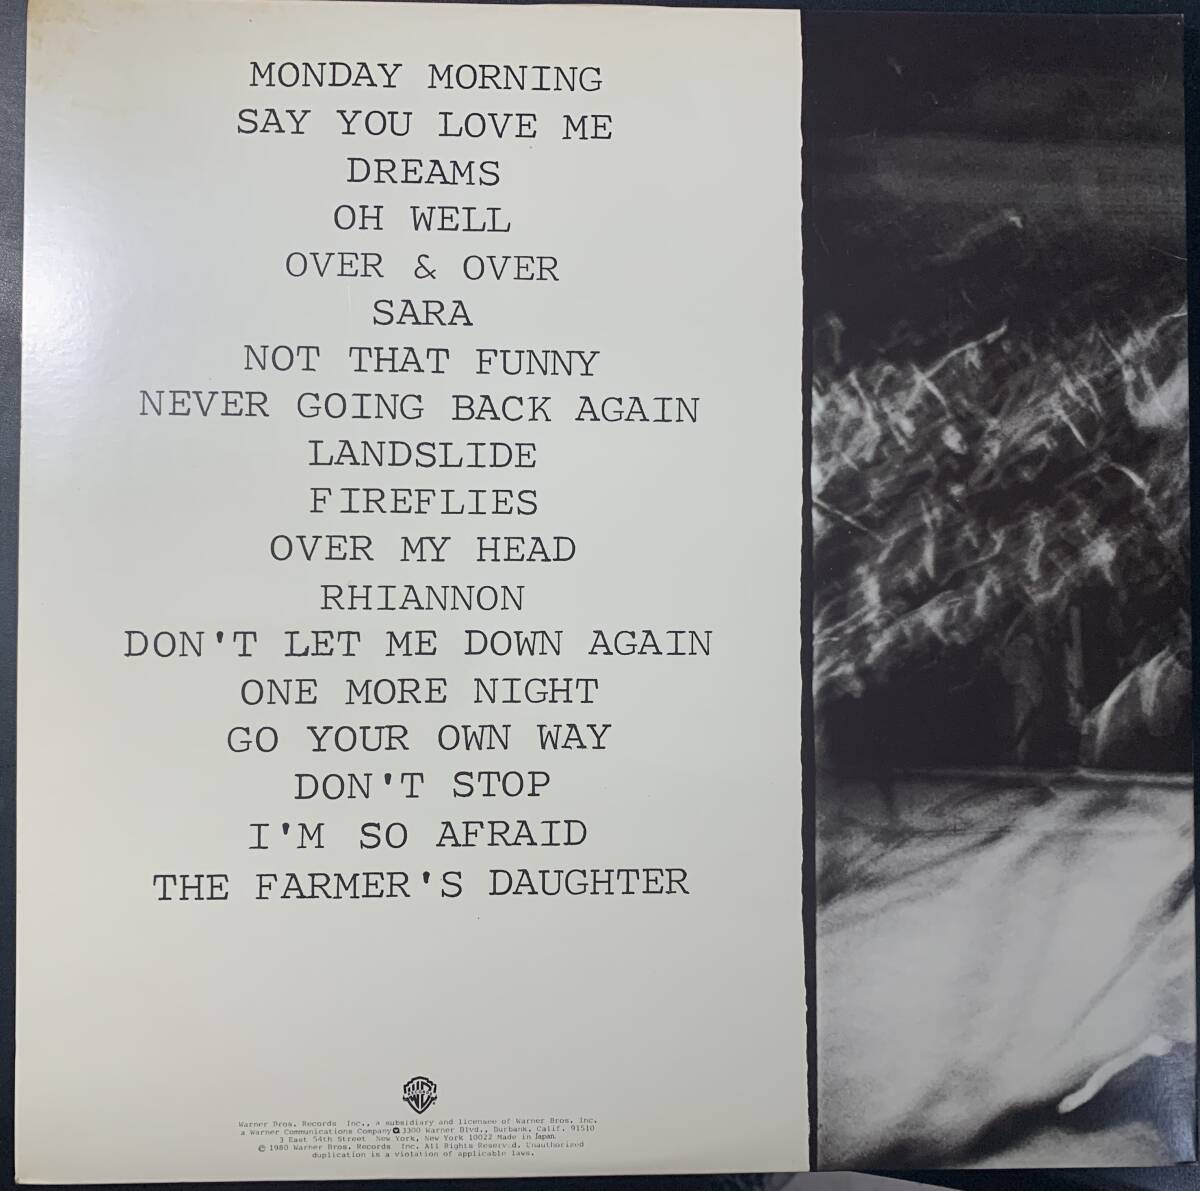 MONDAY MORNING
SAY YOU LOVE ME
DREAMS
OH WELL
OVER & OVER
SARA
NOT THAT FUNNY
NEVER GOING BACK AGAIN
LANDSLIDE
FIREFLIES
OVER MY HEAD
RHIANNON
DON'T LET ME DOWN AGAIN
ONE MORE NIGHT
GO YOUR OWN WAY
DON'T STOP
I'M SO AFRAID
THE FARMER'S DAUGHTER
Warner Bros. Records Inc., a subsidiary and licensee of Warner Bros. Inc.
a Warner Communications Company 3300 Warner Blvd., Burbank, Calif. 91510
3 East 54th Street New York, New York 10022 Made in Japan
© 1980 Warner Bros. Records Inc. All Rights Reserved. Unauthorized
duplication is a violation of applicable laws.